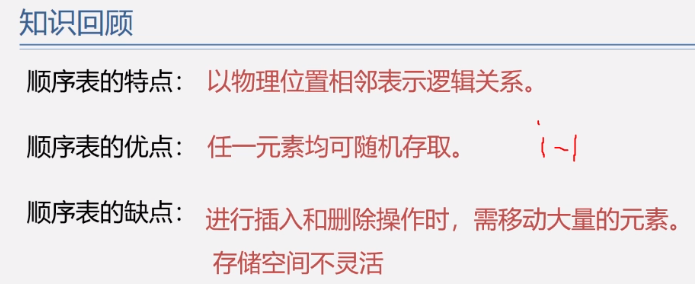 知识回顾
顺序表的特点： 以物理位置相邻表示逻辑关系。
顺序表的优点： 任一元素均可随机存取。
顺序表的缺点： 进行插入和删除操作时，需移动大量的元素。
存储空间不灵活